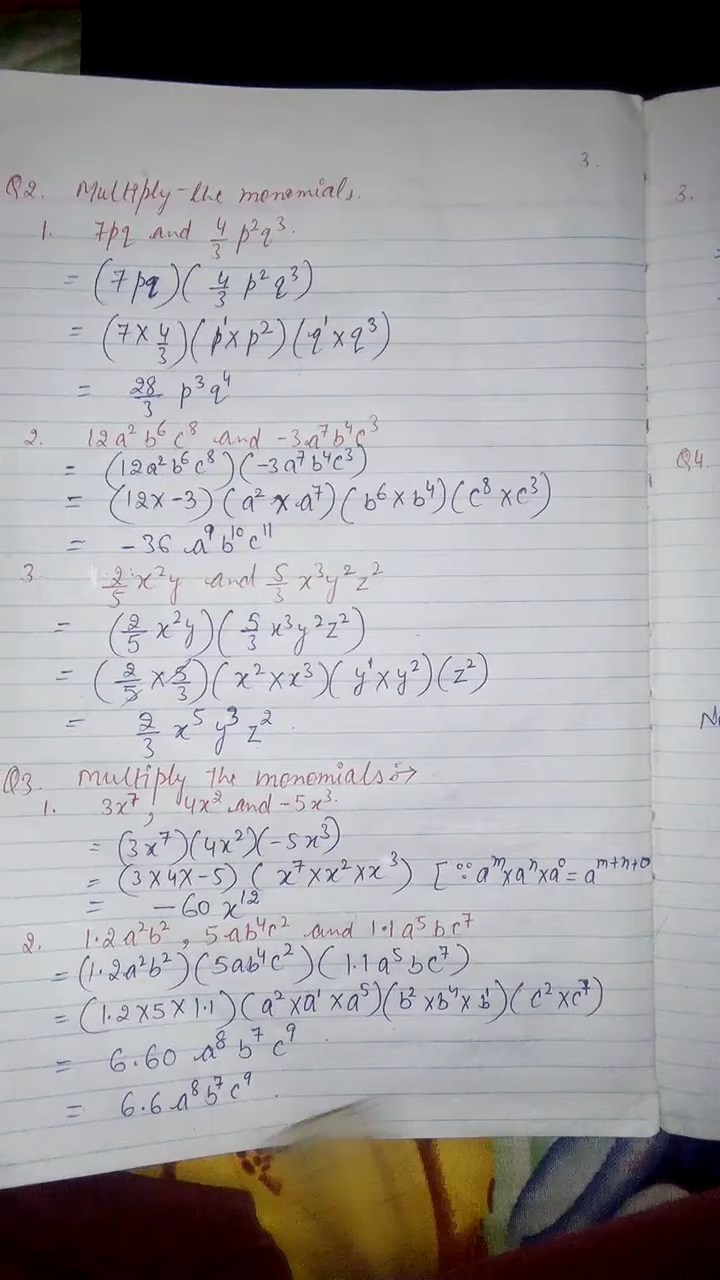 3.
Q2. Multiply the monomials.
1. 7pq and 4/3 p²q³.
= (7pq)(4/3 p²q³)
= (7×4/3)(p¹×p²)(q¹×q³)
= 28/3 p³q⁴
2. 12a²b⁶c⁸ and -3a⁷b⁴c³
= (12a²b⁶c⁸)(-3a⁷b⁴c³)
= (12×-3)(a²×a⁷)(b⁶×b⁴)(c⁸×c³)
= -36 a⁹b¹⁰c¹¹
3. 2/5 x²y and 5/3 x³y²z²
= (2/5 x²y)(5/3 x³y²z²)
= (2/5 × 5/3)(x²×x³)(y¹×y²)(z²)
= 2/3 x⁵y³z².
Q3. Multiply the monomials:→
1. 3x⁷, 4x² and -5x³.
= (3x⁷)(4x²)(-5x³)
= (3×4×-5)(x⁷×x²×x³) [∵aᵐ×aⁿ×a⁰=aᵐ⁺ⁿ⁺⁰
= -60x¹²
2. 1.2a²b², 5ab⁴c² and 1.1a⁵bc⁷
= (1.2a²b²)(5ab⁴c²)(1.1a⁵bc⁷)
= (1.2×5×1.1)(a²×a¹×a⁵)(b²×b⁴×b¹)(c²×c⁷)
= 6.60 a⁸b⁷c⁹
= 6.6a⁸b⁷c⁹.
3.
Q4.